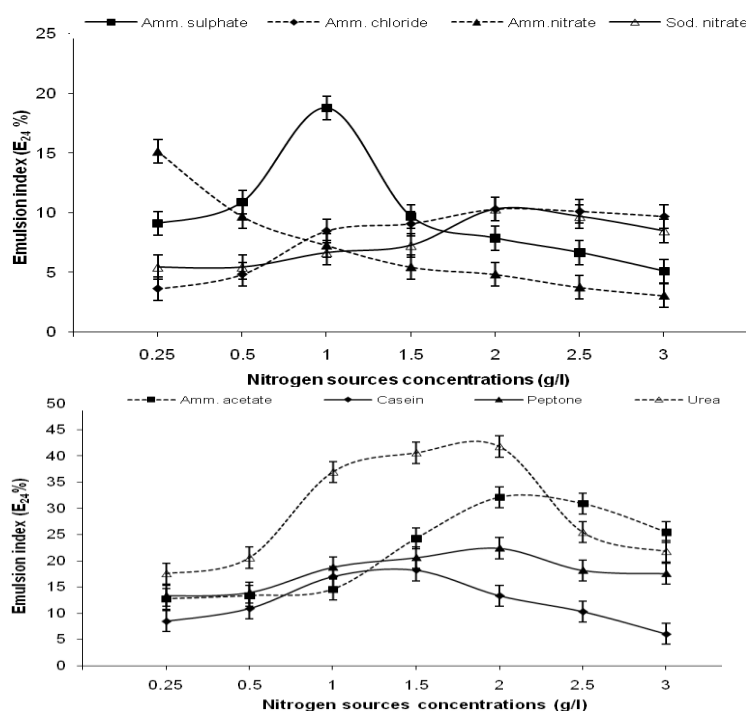 Amm. sulphate Amm. chloride Amm.nitrate Sod. nitrate
Emulsion index (E24 %)
25
20
15
10
5
0
0.25 0.5 1 1.5 2 2.5 3
Nitrogen sources concentrations (g/l)
Amm. acetate Casein Peptone Urea
Emulsion index (E24%)
50
45
40
35
30
25
20
15
10
5
0
0.25 0.5 1 1.5 2 2.5 3
Nitrogen sources concentrations (g/l)